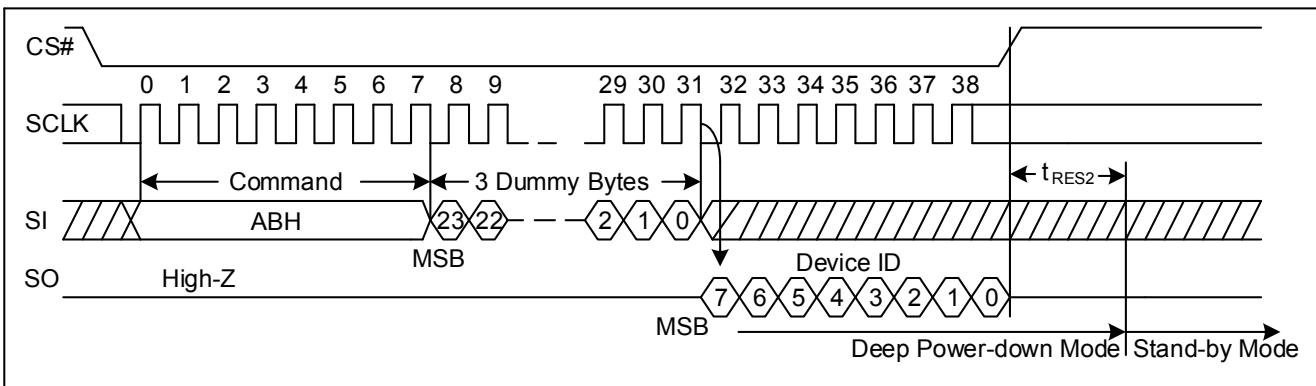 CS#
0 1 2 3 4 5 6 7 8 9 29 30 31 32 33 34 35 36 37 38
SCLK
Command 3 Dummy Bytes tRES2
SI ABH 23 22 2 1 0
MSB
SO High-Z Device ID
7 6 5 4 3 2 1 0
MSB
Deep Power-down Mode Stand-by Mode